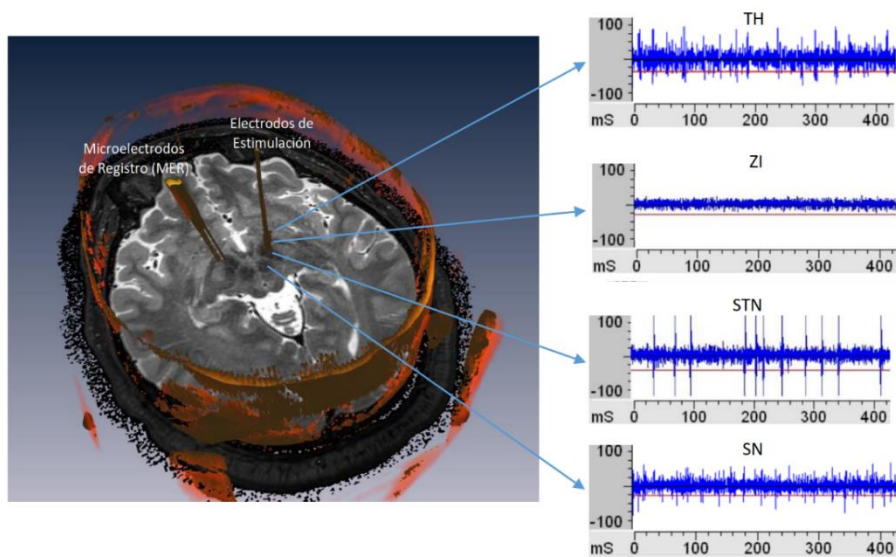 Microelectrodos
de Registro (MER)
Electrodos de
Estimulación
TH
100
-100
mS 0 100 200 300 400
ZI
100
-100
mS 0 100 200 300 400
STN
100
-100
mS 0 100 200 300 400
SN
100
-100
mS 0 100 200 300 400